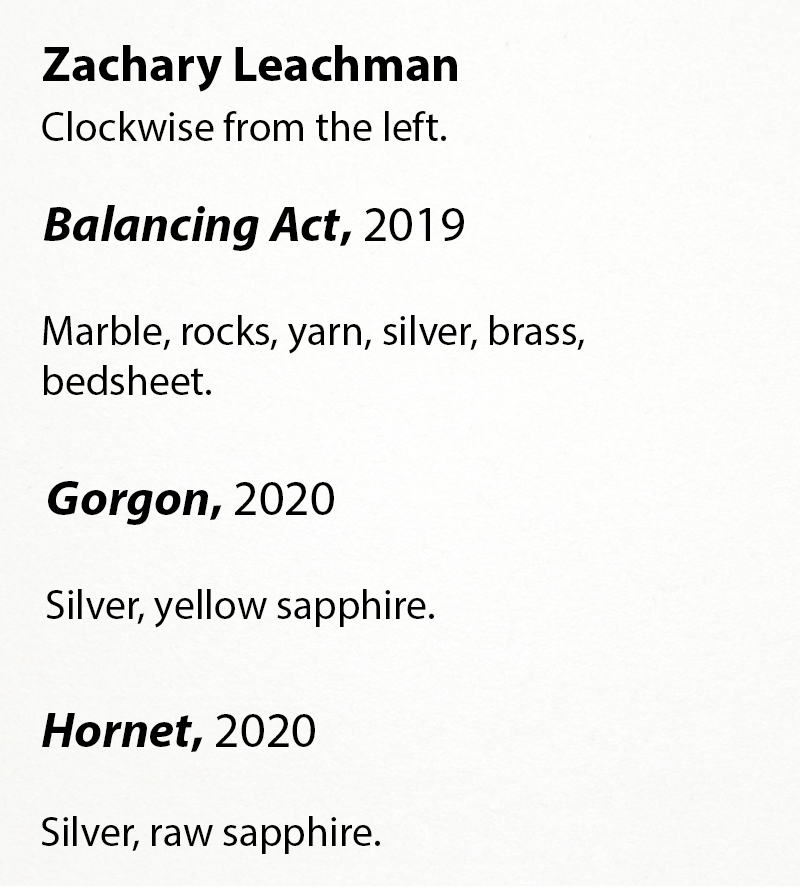 Zachary Leachman
Clockwise from the left.
Balancing Act, 2019
Marble, rocks, yarn, silver, brass,
bedsheet.
Gorgon, 2020
Silver, yellow sapphire.
Hornet, 2020
Silver, raw sapphire.